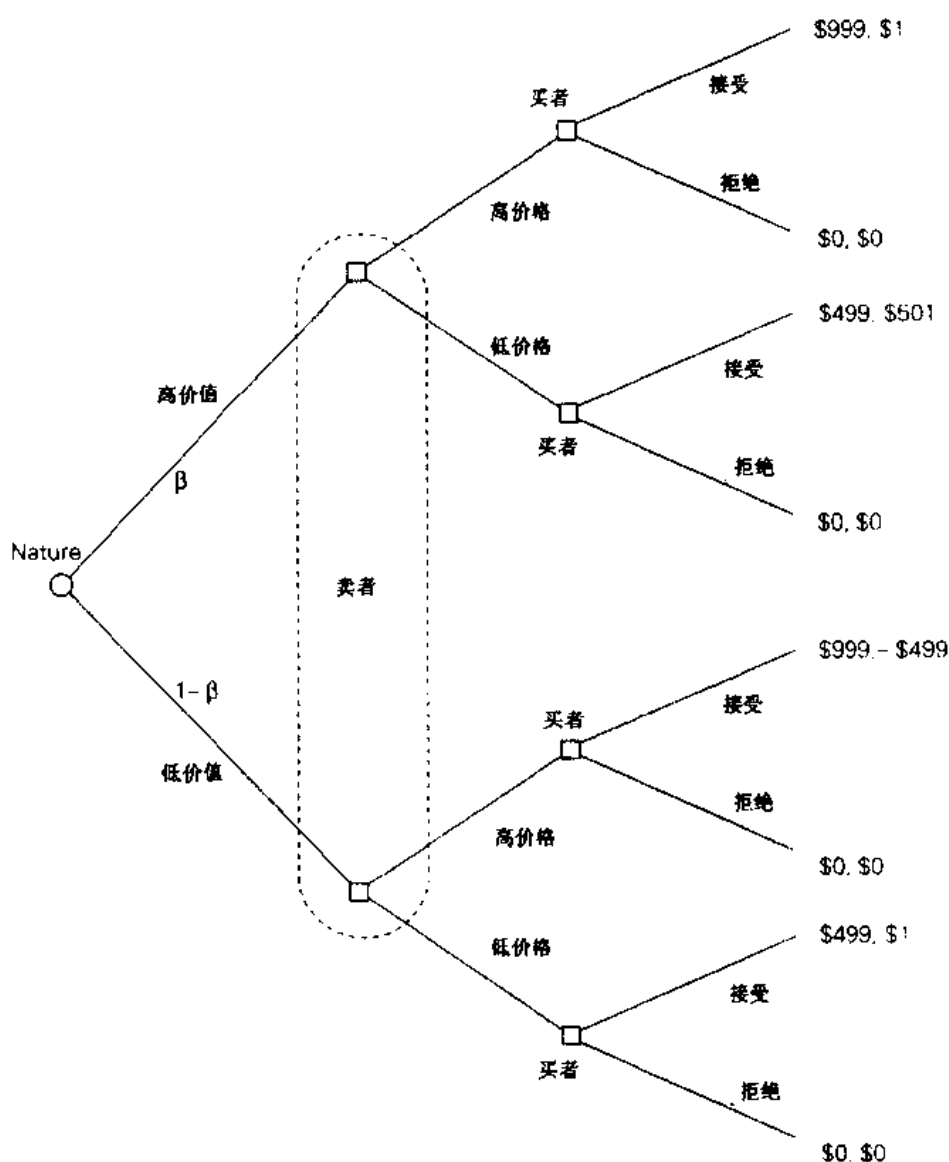 $999, $1
接受
买者
拒绝
高价格
$0, $0
$499, $501
低价格
接受
高价值
买者
拒绝
β
$0, $0
Nature
卖者
$999, – $499
1– β
接受
买者
低价值
拒绝
高价格
$0, $0
$499, $1
低价格
接受
买者
拒绝
$0, $0